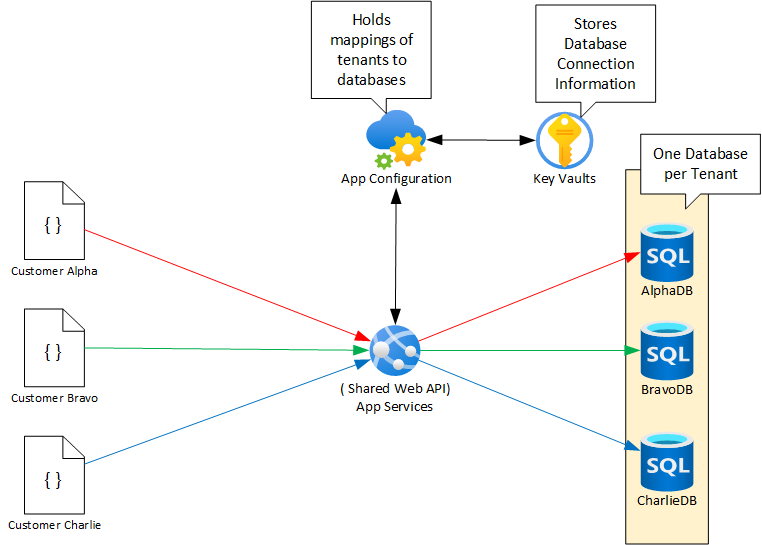 Holds
mappings of
tenants to
databases
Stores
Database
Connection
Information
One Database
per Tenant
App Configuration
Key Vaults
{ }
Customer Alpha
SQL
AlphaDB
{ }
Customer Bravo
( Shared Web API)
App Services
SQL
BravoDB
{ }
Customer Charlie
SQL
CharlieDB